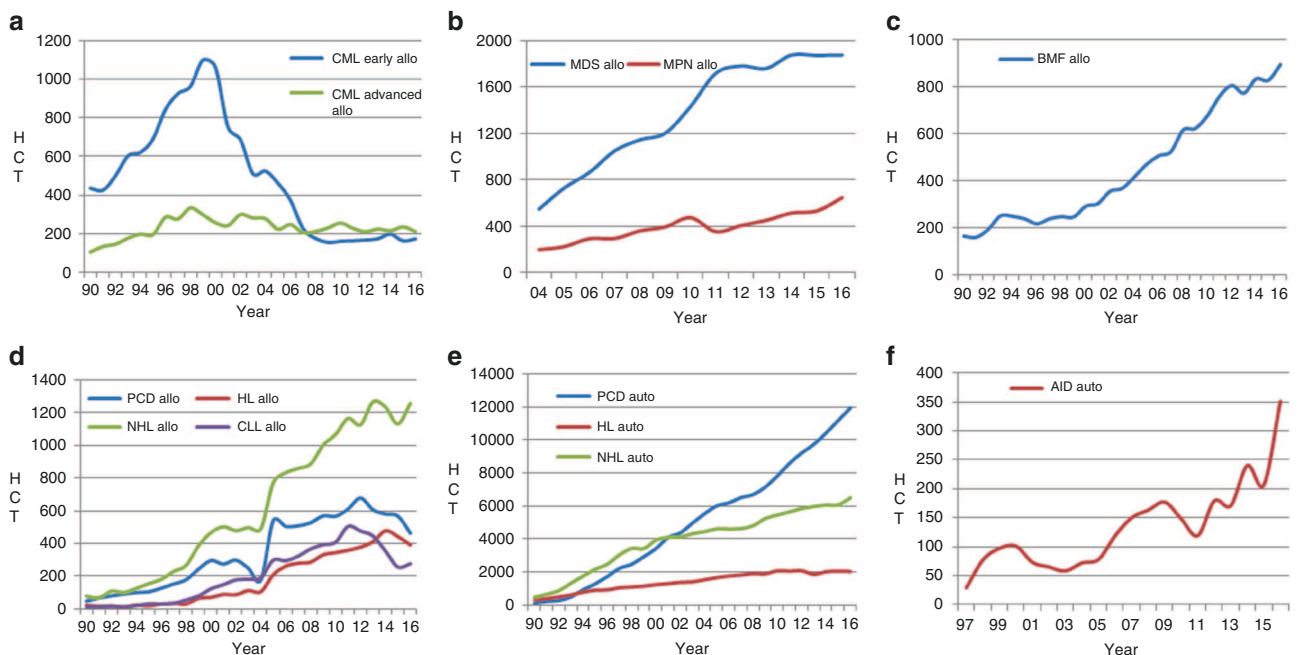 a
1200
1000
800
600
400
200
0
HCT
CML early allo
CML advanced
allo
90 92 94 96 98 00 02 04 06 08 10 12 14 16
Year
b
2000
1600
1200
800
400
0
HCT
MDS allo MPN allo
04 05 06 07 08 09 10 11 12 13 14 15 16
Year
c
1000
800
600
400
200
0
HCT
BMF allo
90 92 94 96 98 00 02 04 06 08 10 12 14 16
Year
d
1400
1200
1000
800
600
400
200
0
HCT
PCD allo HL allo
NHL allo CLL allo
90 92 94 96 98 00 02 04 06 08 10 12 14 16
Year
e
12000
10000
8000
6000
4000
2000
0
HCT
PCD auto
HL auto
NHL auto
90 92 94 96 98 00 02 04 06 08 10 12 14 16
Year
f
400
350
300
250
200
150
100
50
0
HCT
AID auto
97 99 01 03 05 07 09 11 13 15
Year